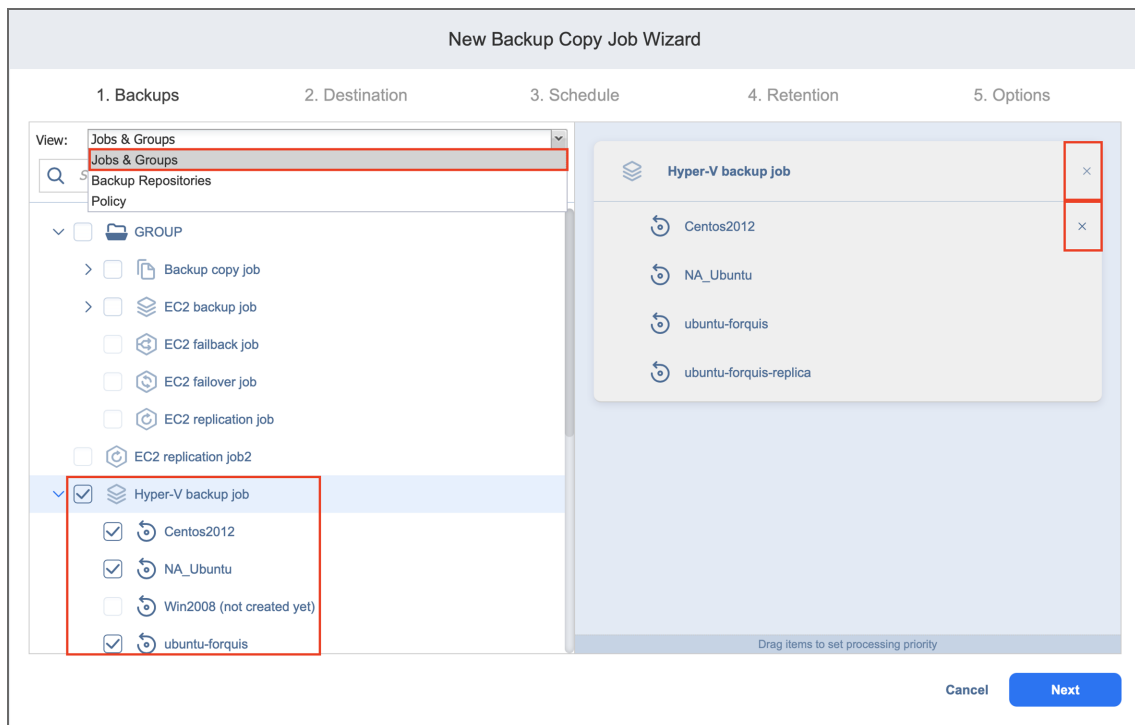 New Backup Copy Job Wizard
1. Backups
2. Destination
3. Schedule
4. Retention
5. Options
View: Jobs & Groups
Jobs & Groups
Backup Repositories
Policy
S
GROUP
Backup copy job
EC2 backup job
EC2 failback job
EC2 failover job
EC2 replication job
EC2 replication job2
Hyper-V backup job
Centos2012
NA_Ubuntu
Win2008 (not created yet)
ubuntu-forquis
Hyper-V backup job
Centos2012
NA_Ubuntu
ubuntu-forquis
ubuntu-forquis-replica
Drag items to set processing priority
Cancel
Next